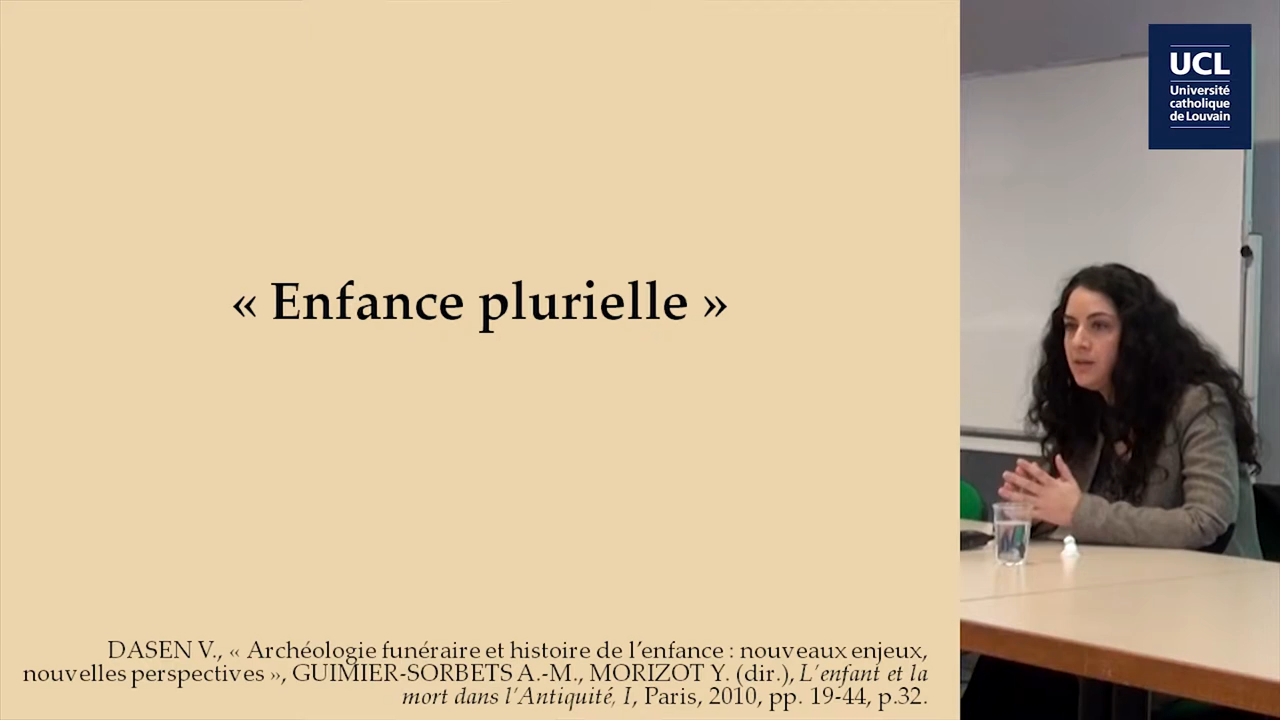 « Enfance plurielle »
DASEN V., « Archéologie funéraire et histoire de l'enfance : nouveaux enjeux,
nouvelles perspectives », GUIMIER-SORBETS A.-M., MORIZOT Y. (dir.), L'enfant et la
mort dans l'Antiquité, I, Paris, 2010, pp. 19-44, p.32.
UCL
Université
catholique
de Louvain